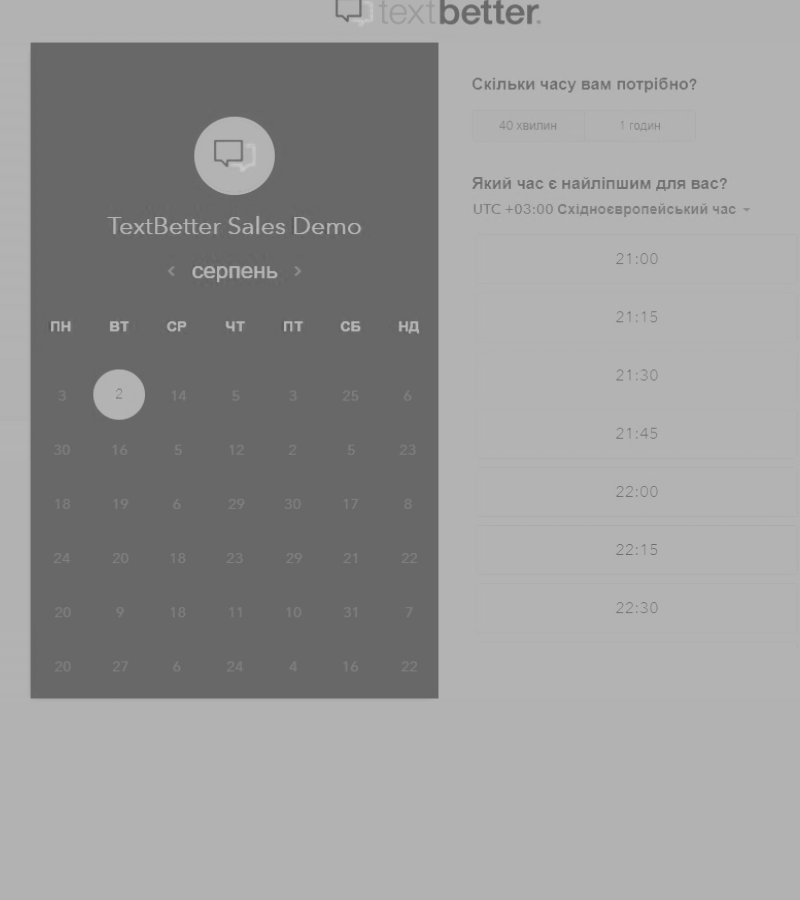 textbetter.
TextBetter Sales Demo
серпень
ПН ВТ СР ЧТ ПТ СБ НД
3 2 14 5 3 25 6
30 16 5 12 2 5 23
18 19 6 29 30 17 8
24 20 18 23 29 21 22
20 9 18 11 10 31 7
20 27 6 24 4 16 22
Скільки часу вам потрібно?
40 хвилин 1 годин
Який час є найліпшим для вас?
UTC +03:00 Східноєвропейський час
21:00
21:15
21:30
21:45
22:00
22:15
22:30